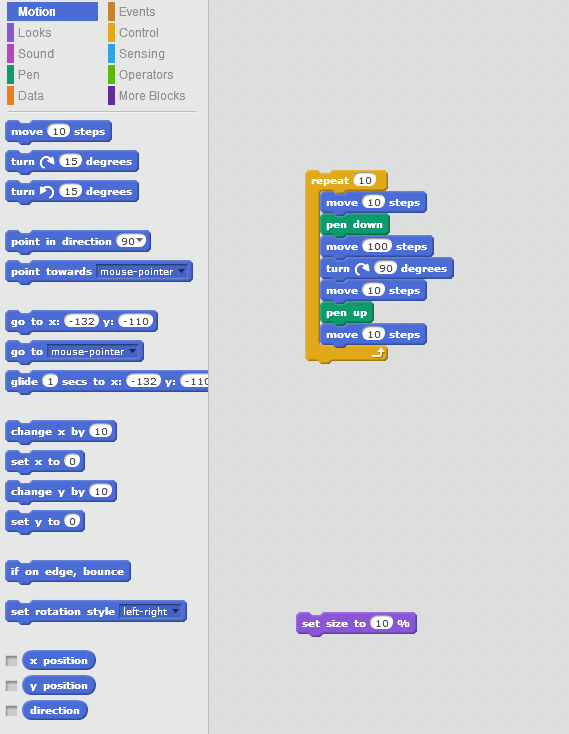 Motion Events
Looks Control
Sound Sensing
Pen Operators
Data More Blocks
move 10 steps
turn 15 degrees
turn 15 degrees
point in direction 90
point towards mouse-pointer
go to x: -132 y: -110
go to mouse-pointer
glide 1 secs to x: -132 y: -110
change x by 10
set x to 0
change y by 10
set y to 0
if on edge, bounce
set rotation style left-right
x position
y position
direction
repeat 10
move 10 steps
pen down
move 100 steps
turn 90 degrees
move 10 steps
pen up
move 10 steps
set size to 10 %